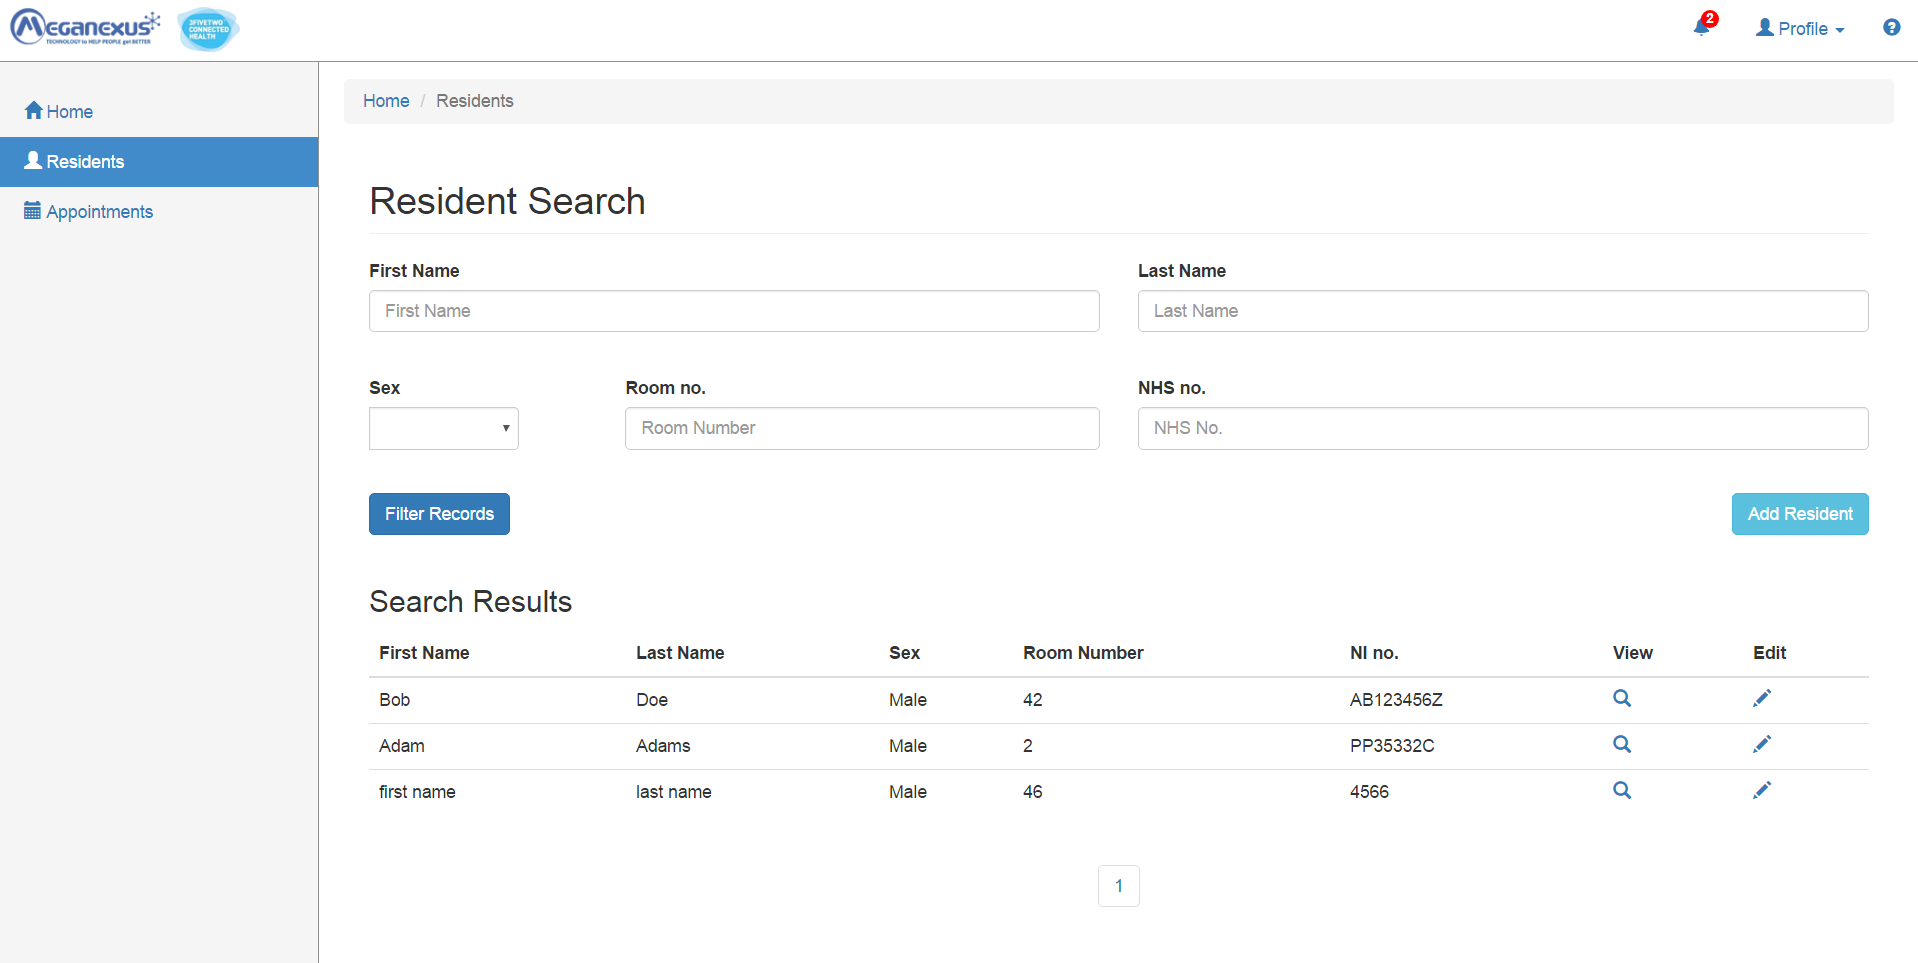 MEGANEXUS
TECHNOLOGY to HELP PEOPLE get BETTER
3FIVETWO
CONNECTED
HEALTH
2
Profile
?
Home
Residents
Appointments
Home / Residents
Resident Search
First Name
Last Name
First Name
Last Name
Sex
Room no.
NHS no.
Room Number
NHS No.
Filter Records
Add Resident
Search Results
First Name Last Name Sex Room Number NI no. View Edit
Bob Doe Male 42 AB123456Z
Adam Adams Male 2 PP35332C
first name last name Male 46 4566
1